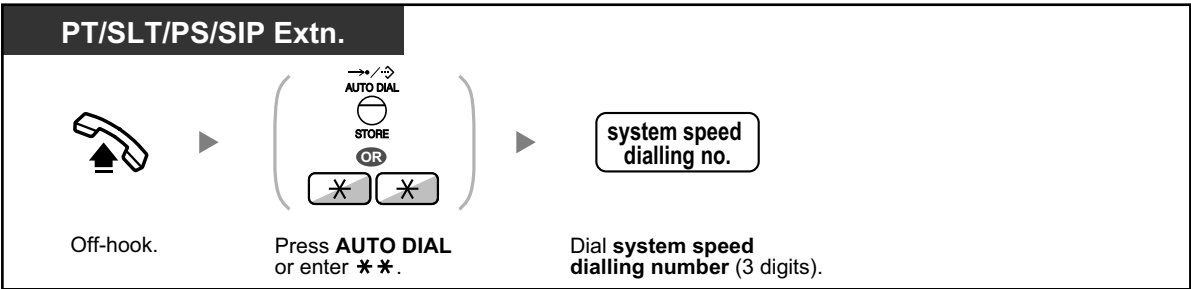 PT/SLT/PS/SIP Extn.
AUTO DIAL
STORE
OR
* *
system speed
dialling no.
Off-hook.
Press AUTO DIAL
or enter * *.
Dial system speed
dialling number (3 digits).